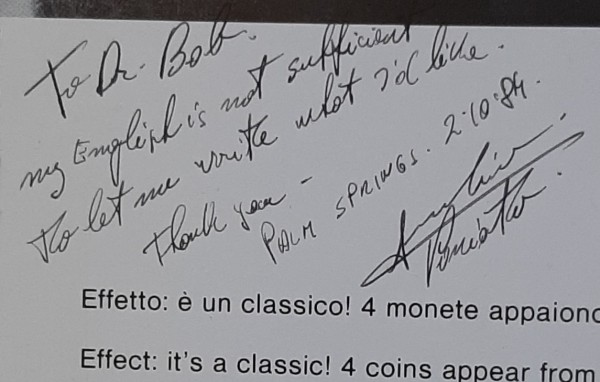 To Dr. Bob.
my English is not sufficient
to let me write what I'd like.
Thank you -
PALM SPRINGS. 2.10.84.
Effetto: è un classico! 4 monete appaiono
Effect: it's a classic! 4 coins appear from